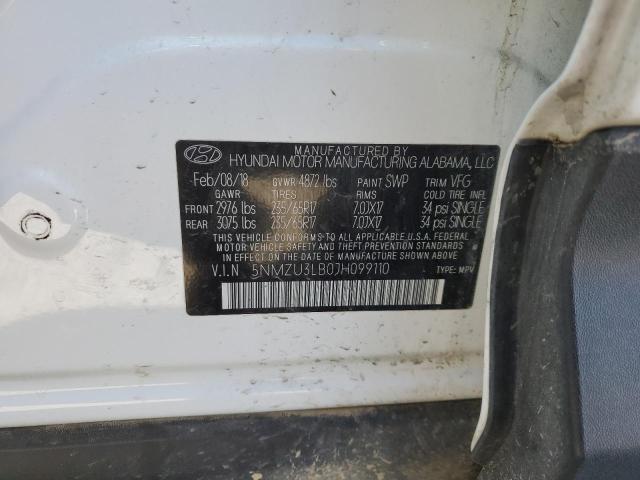 MANUFACTURED BY
HYUNDAI MOTOR MANUFACTURING ALABAMA, LLC
Feb/08/18 GVWR 4872 lbs PAINT SWP TRIM VFG
GAWR TIRES RIMS COLD TIRE INFL.
FRONT 2976 lbs 235/65R17 7.0JX17 34 psi SINGLE
REAR 3075 lbs 235/65R17 7.0JX17 34 psi SINGLE
THIS VEHICLE CONFORMS TO ALL APPLICABLE U.S.A. FEDERAL
MOTOR VEHICLE SAFETY, BUMPER, AND THEFT PREVENTION
STANDARDS IN EFFECT ON THE DATE OF MANUFACTURE SHOWN ABOVE.
V.I.N 5NMZU3LB0JH099110 TYPE: MPV